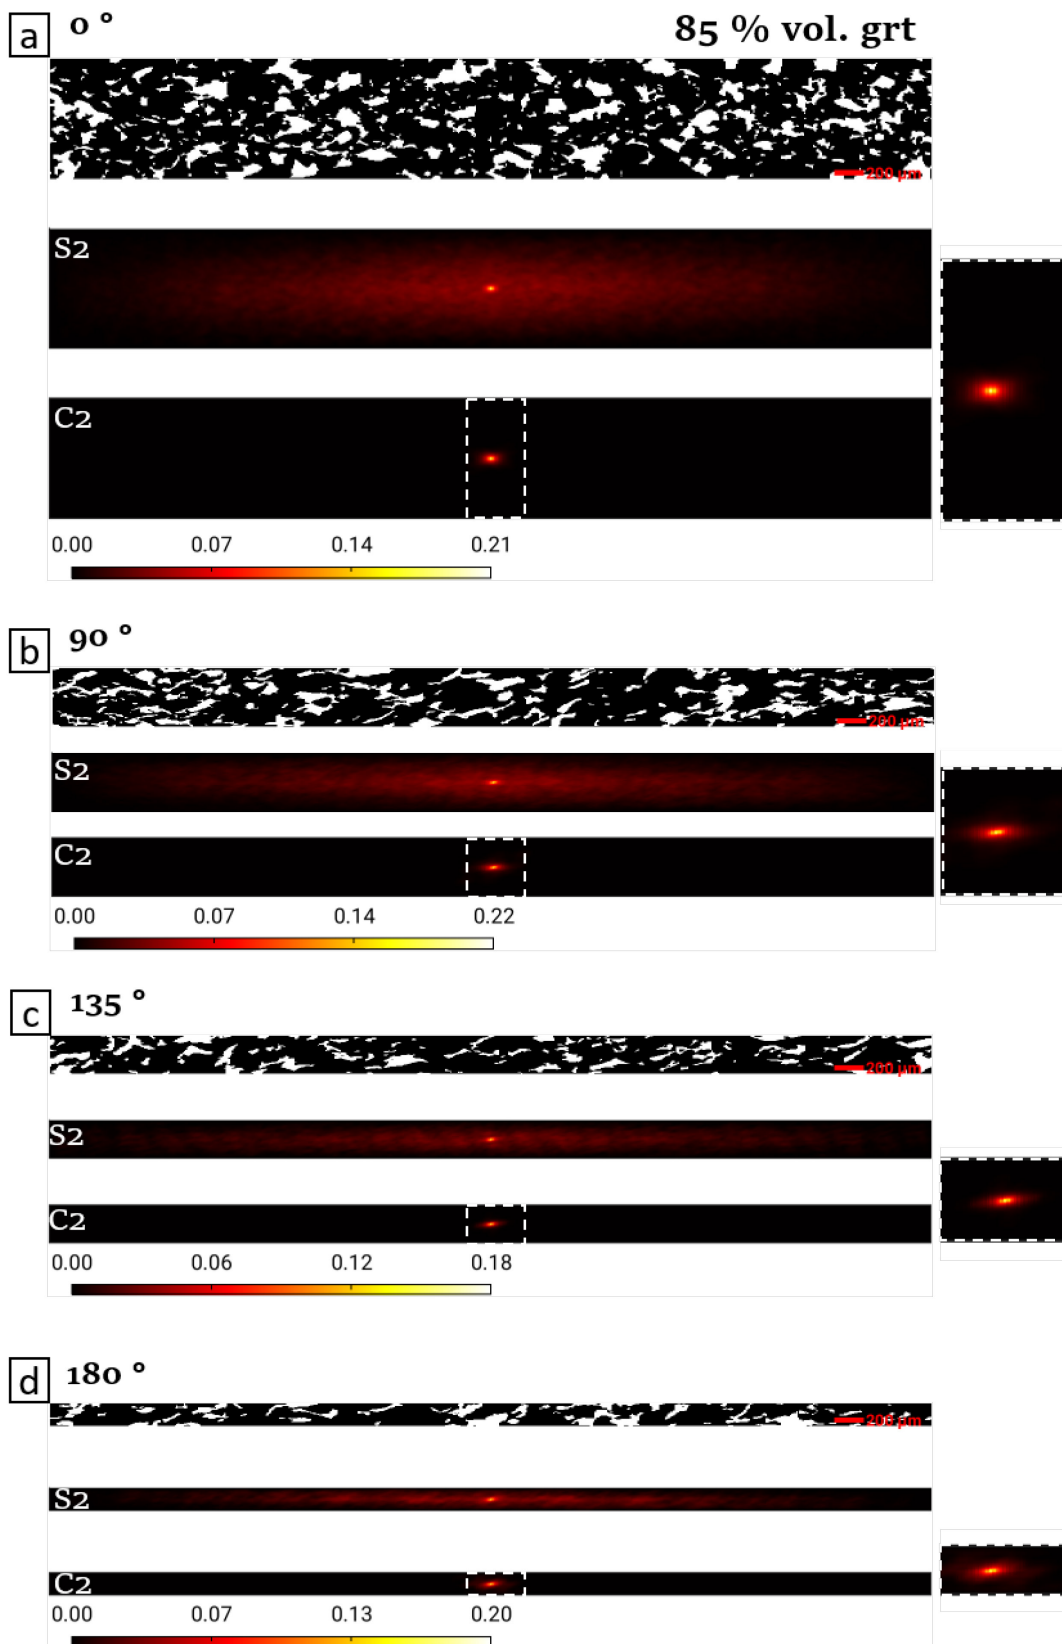 a 0 ° 85 % vol. grt
200 µm
S2
C2
0.00 0.07 0.14 0.21
b 90 °
200 µm
S2
C2
0.00 0.07 0.14 0.22
c 135 °
200 µm
S2
C2
0.00 0.06 0.12 0.18
d 180 °
200 µm
S2
C2
0.00 0.07 0.13 0.20